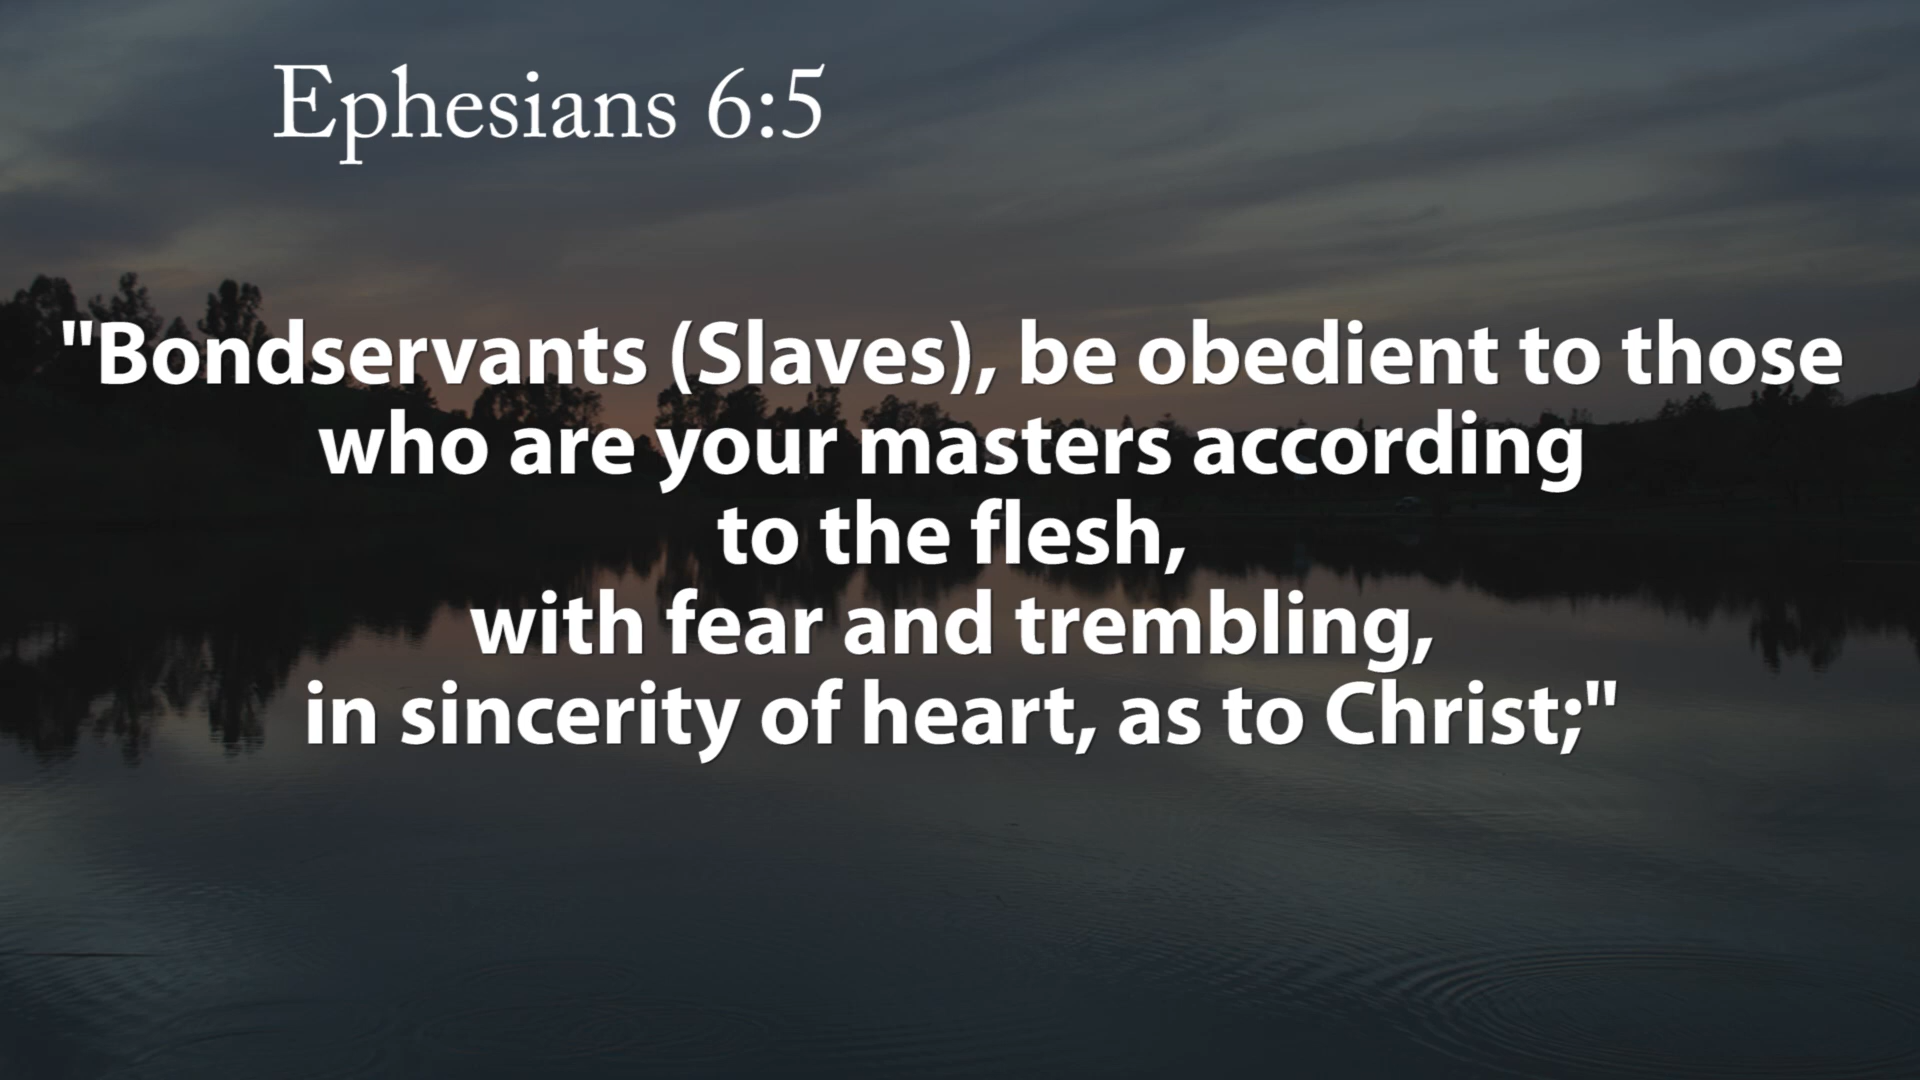 Ephesians 6:5
"Bondservants (Slaves), be obedient to those
who are your masters according
to the flesh,
with fear and trembling,
in sincerity of heart, as to Christ;"